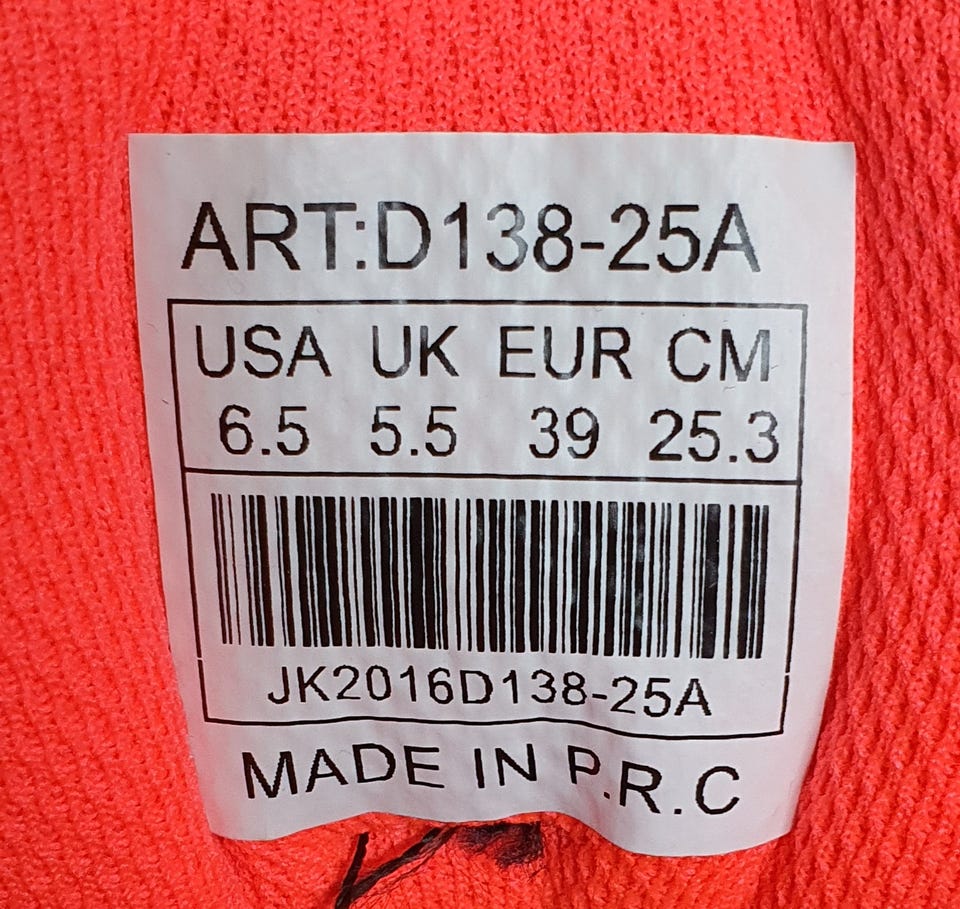 ART:D138-25A
USA UK EUR CM
6.5 5.5 39 25.3
JK2016D138-25A
MADE IN P.R.C